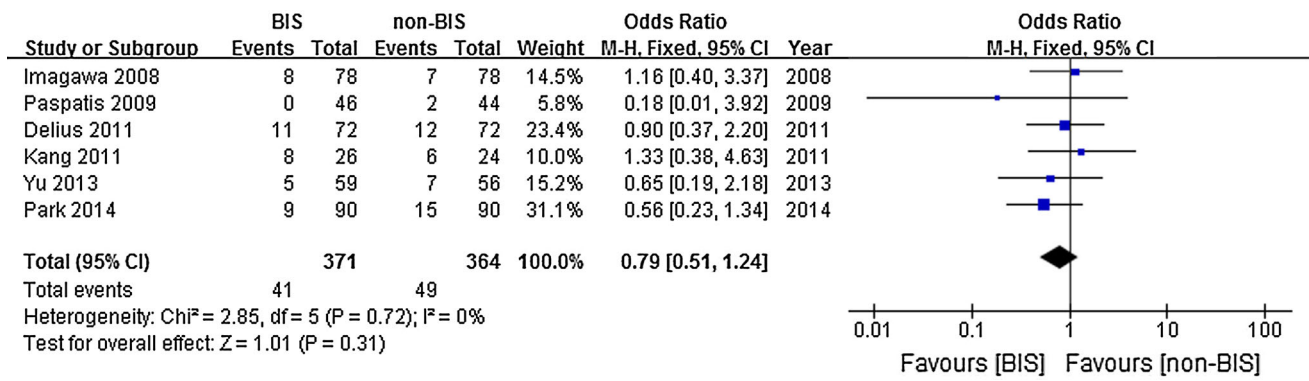 BIS non-BIS Odds Ratio Odds Ratio
Study or Subgroup Events Total Events Total Weight M-H, Fixed, 95% CI Year M-H, Fixed, 95% CI
Imagawa 2008 8 78 7 78 14.5% 1.16 [0.40, 3.37] 2008
Paspatis 2009 0 46 2 44 5.8% 0.18 [0.01, 3.92] 2009
Delius 2011 11 72 12 72 23.4% 0.90 [0.37, 2.20] 2011
Kang 2011 8 26 6 24 10.0% 1.33 [0.38, 4.63] 2011
Yu 2013 5 59 7 56 15.2% 0.65 [0.19, 2.18] 2013
Park 2014 9 90 15 90 31.1% 0.56 [0.23, 1.34] 2014
Total (95% CI) 371 364 100.0% 0.79 [0.51, 1.24]
Total events 41 49
Heterogeneity: Chi² = 2.85, df = 5 (P = 0.72); I² = 0%
Test for overall effect: Z = 1.01 (P = 0.31)
0.01 0.1 1 10 100
Favours [BIS] Favours [non-BIS]